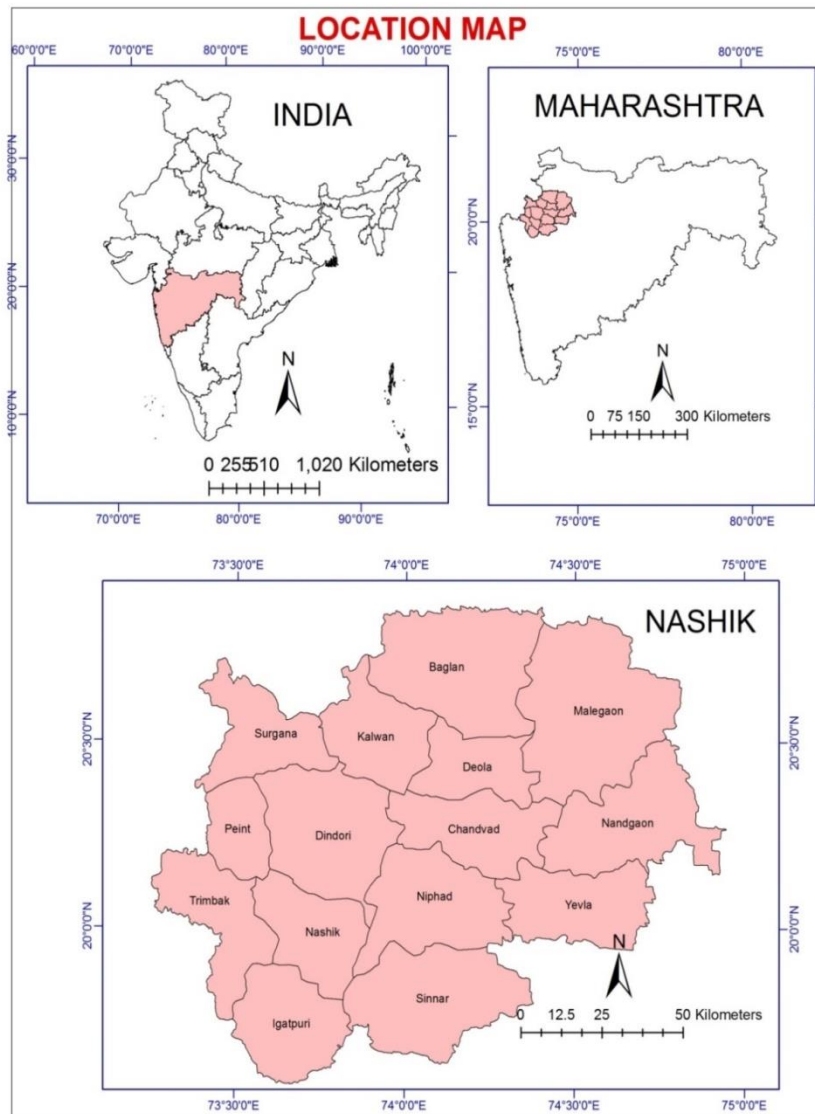 LOCATION MAP
60°0'0"E 70°0'0"E 80°0'0"E 90°0'0"E 100°0'0"E
INDIA
30°0'0"N
20°0'0"N
10°0'0"N
N
0 255510 1,020 Kilometers
70°0'0"E 80°0'0"E 90°0'0"E
75°0'0"E 80°0'0"E
MAHARASHTRA
20°0'0"N
15°0'0"N
N
0 75 150 300 Kilometers
75°0'0"E 80°0'0"E
73°30'0"E 74°0'0"E 74°30'0"E 75°0'0"E
NASHIK
Baglan
Malegaon
Surgana Kalwan
20°30'0"N 20°30'0"N
Deola
Peint Dindori Chandvad Nandgaon
Trimbak Niphad Yevla
20°0'0"N Nashik 20°0'0"N
N
Igatpuri Sinnar
0 12.5 25 50 Kilometers
73°30'0"E 74°0'0"E 74°30'0"E 75°0'0"E